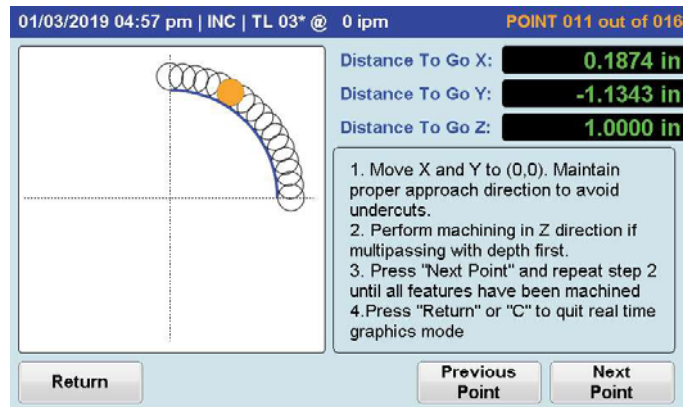 01/03/2019 04:57 pm | INC | TL 03* @ 0 ipm POINT 011 out of 016
Distance To Go X: 0.1874 in
Distance To Go Y: -1.1343 in
Distance To Go Z: 1.0000 in
1. Move X and Y to (0,0). Maintain
proper approach direction to avoid
undercuts.
2. Perform machining in Z direction if
multipassing with depth first.
3. Press "Next Point" and repeat step 2
until all features have been machined
4.Press "Return" or "C" to quit real time
graphics mode
Return
Previous
Point
Next
Point